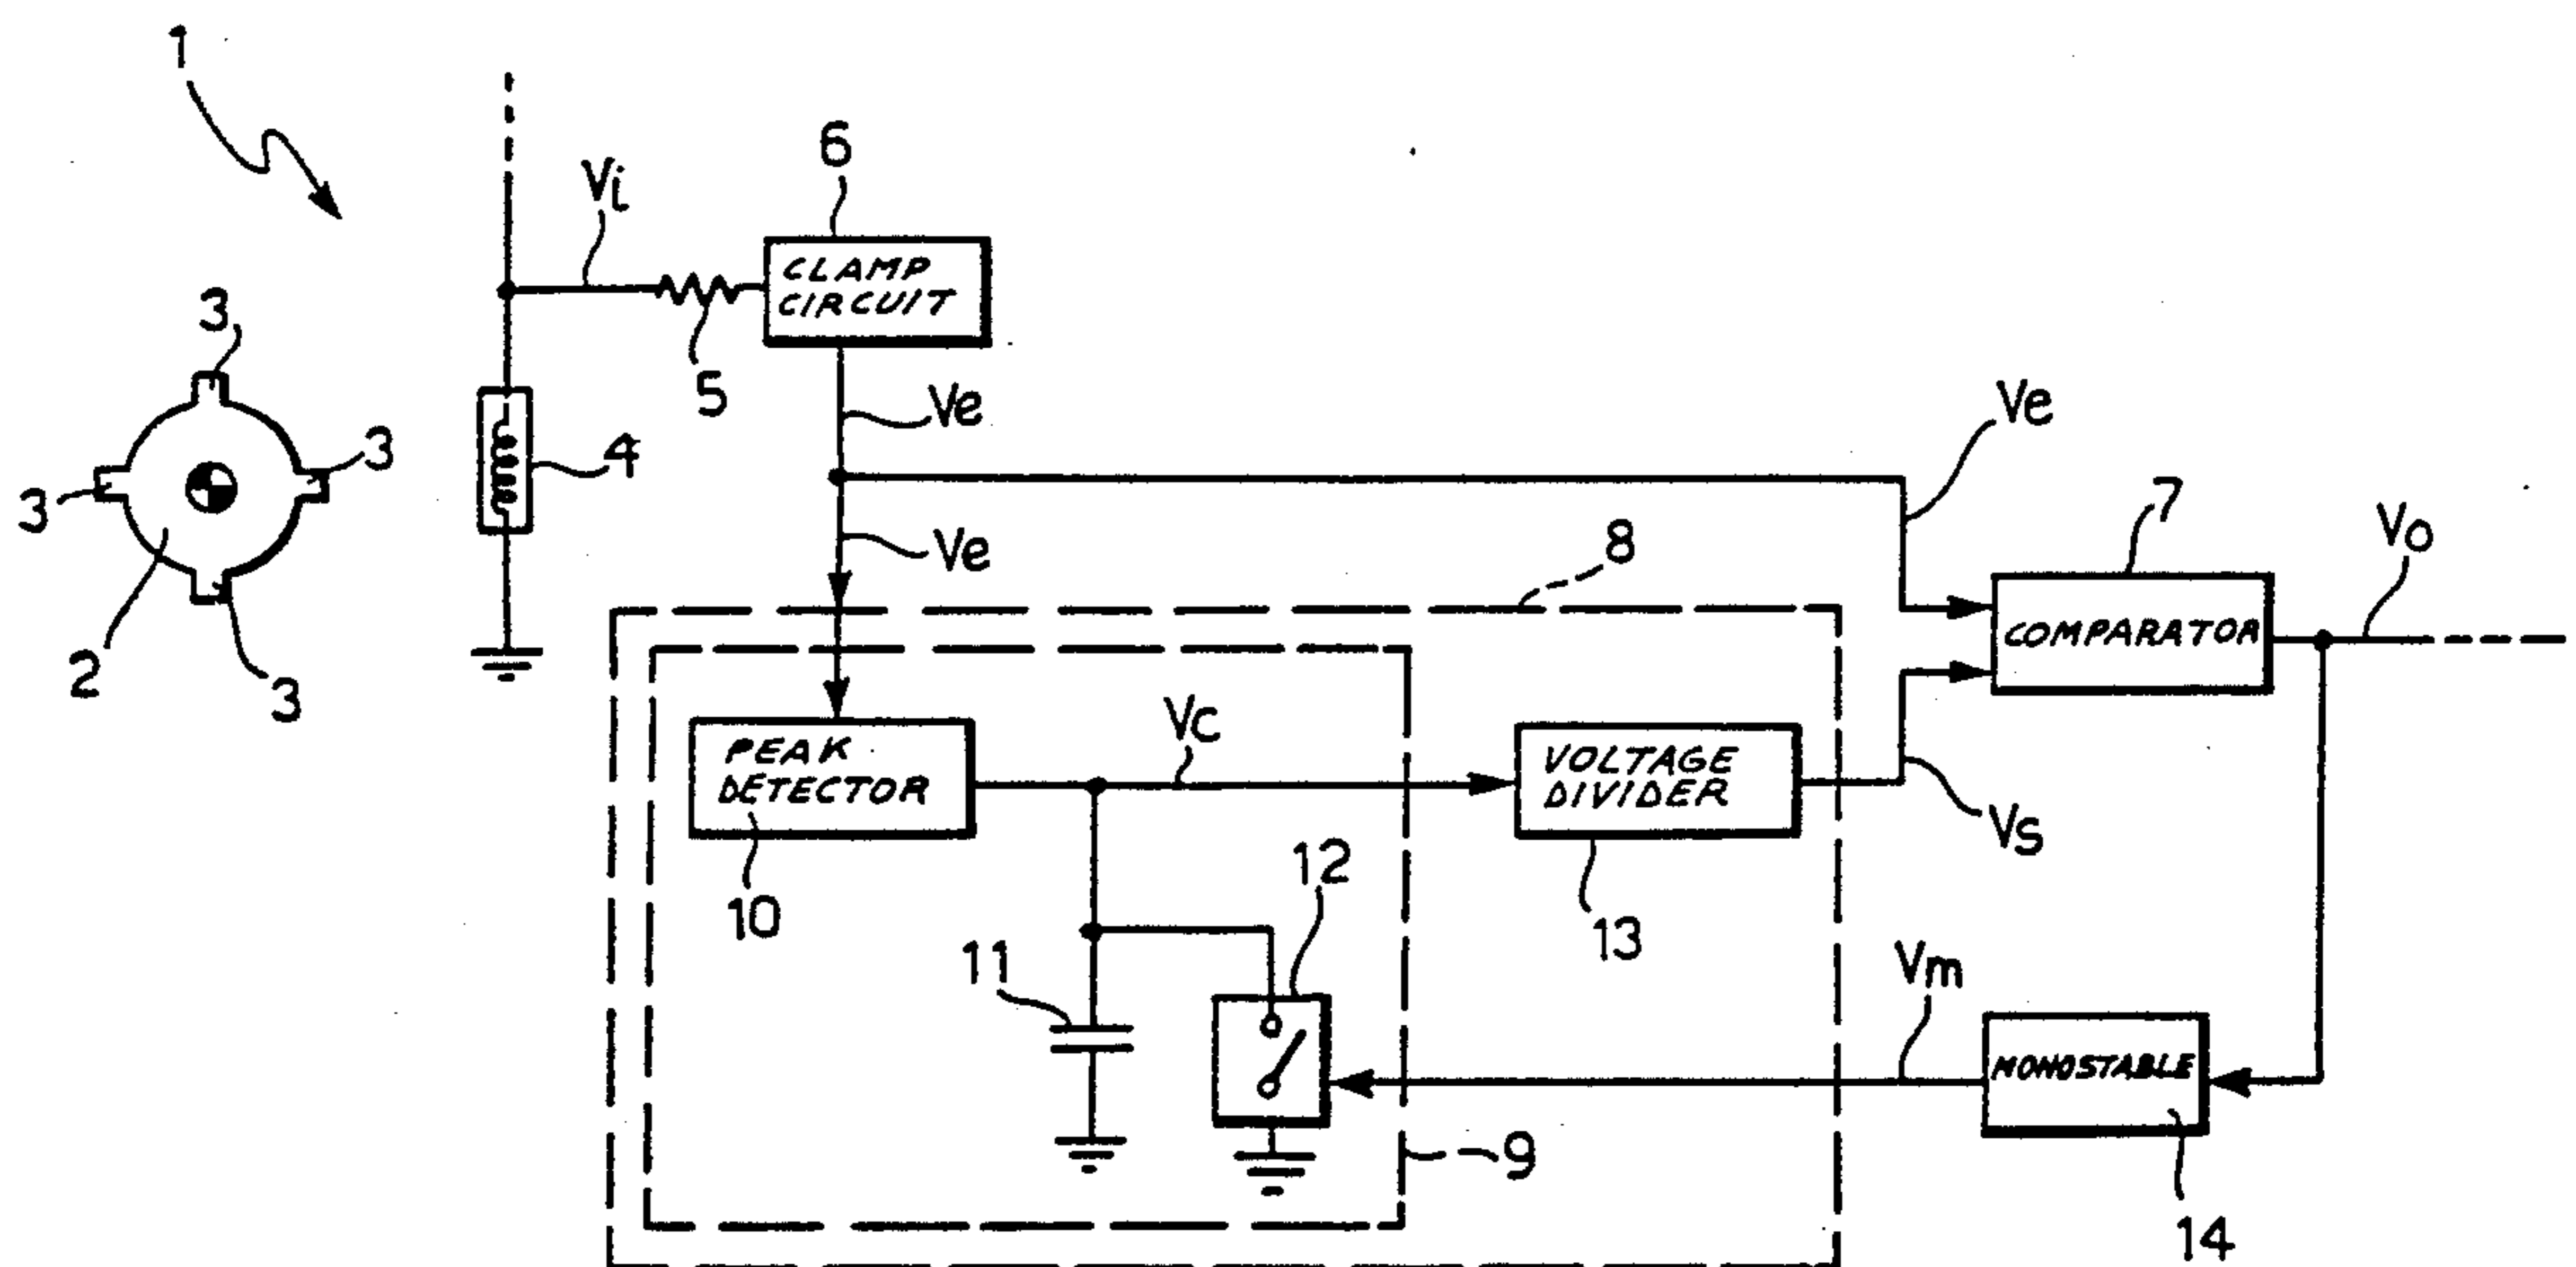 1
6
Vi
CLAMP
CIRCUIT
3
5
Ve
Ve
3
4
3
7
Vo
8
Ve
2
COMPARATOR
3
Vc
PEAK
DETECTOR
VOLTAGE
DIVIDER
Vs
12
10
13
11
Vm
MONOSTABLE
9
14